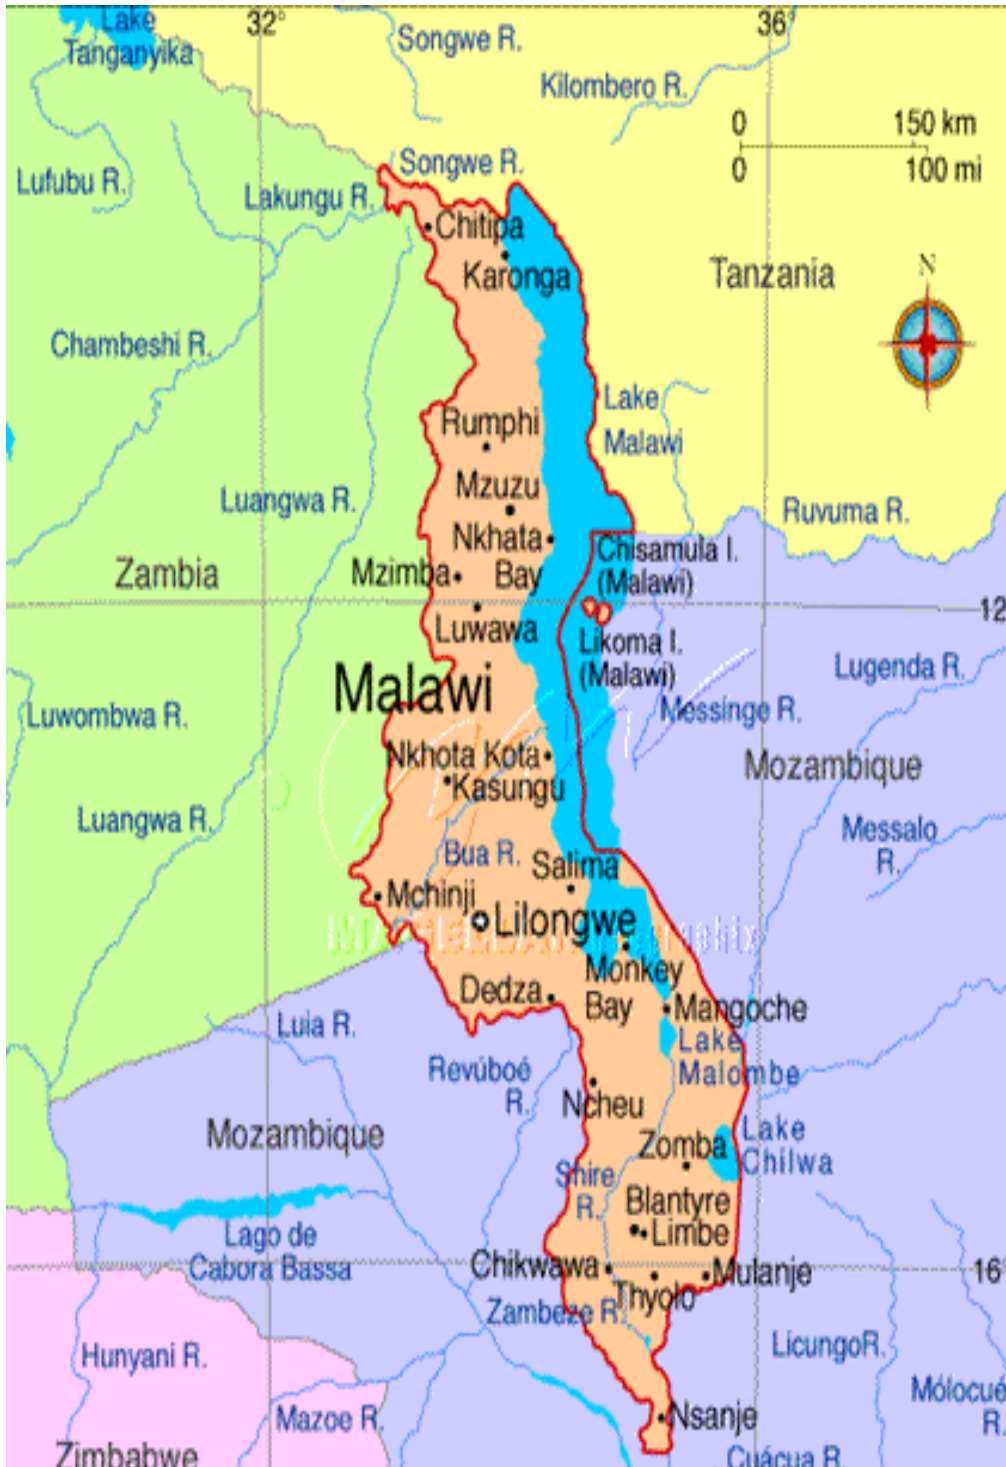 Lake
Tanganyika
32°
36°
Songwe R.
Kilombero R.
0 150 km
0 100 mi
Songwe R.
Lufubu R.
Lakungu R.
Chitipa
Karonga
Tanzania
N
Chambeshi R.
Lake
Malawi
Rumphi
Mzuzu
Luangwa R.
Ruvuma R.
Nkhata
Bay
Chisamula I.
(Malawi)
Zambia
Mzimba
12
Luwawa
Likoma I.
(Malawi)
Lugenda R.
Malawi
Luwombwa R.
Messinge R.
Nkhota Kota
Mozambique
Kasungu
Luangwa R.
Messalo
R.
Bua R.
Salima
Mchinji
Lilongwe
Monkey
Bay
Dedza
Mangoche
Luia R.
Lake
Malombe
Revúboé
R.
Ncheu
Mozambique
Zomba
Lake
Chilwa
Shire
R.
Blantyre
Limbe
Lago de
Cabora Bassa
Chikwawa
Thyolo
Mulanje
16°
Zambeze R.
Hunyani R.
LicungoR.
Mólocué
R.
Mazoe R.
Nsanje
Zimbabwe
Cuácua R.